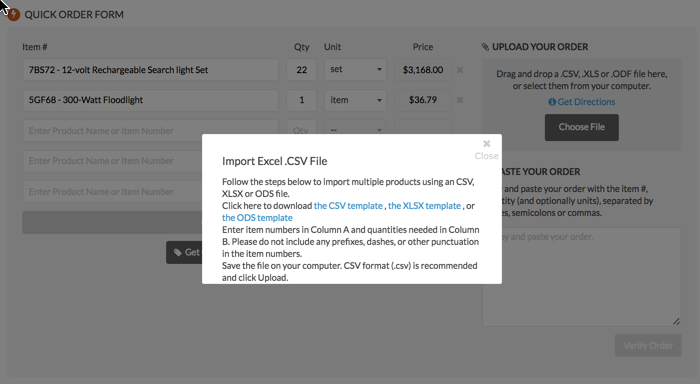 QUICK ORDER FORM
Item #
Qty
Unit
Price
7BS72 - 12-volt Rechargeable Search light Set
22
set
$3,168.00
5GF68 - 300-Watt Floodlight
1
item
$36.79
Enter Product Name or Item Number
Qty
--
Enter Product Name or Item Number
Enter Product Name or Item Number
Get
UPLOAD YOUR ORDER
Drag and drop a .CSV, .XLS or .ODF file here,
or select them from your computer.
Get Directions
Choose File
ASTE YOUR ORDER
and paste your order with the item #,
tity (and optionally units), separated by
es, semicolons or commas.
y and paste your order.
Verify Order
Close
Import Excel .CSV File
Follow the steps below to import multiple products using an CSV,
XLSX or ODS file.
Click here to download the CSV template , the XLSX template , or
the ODS template
Enter item numbers in Column A and quantities needed in Column
B. Please do not include any prefixes, dashes, or other punctuation
in the item numbers.
Save the file on your computer. CSV format (.csv) is recommended
and click Upload.